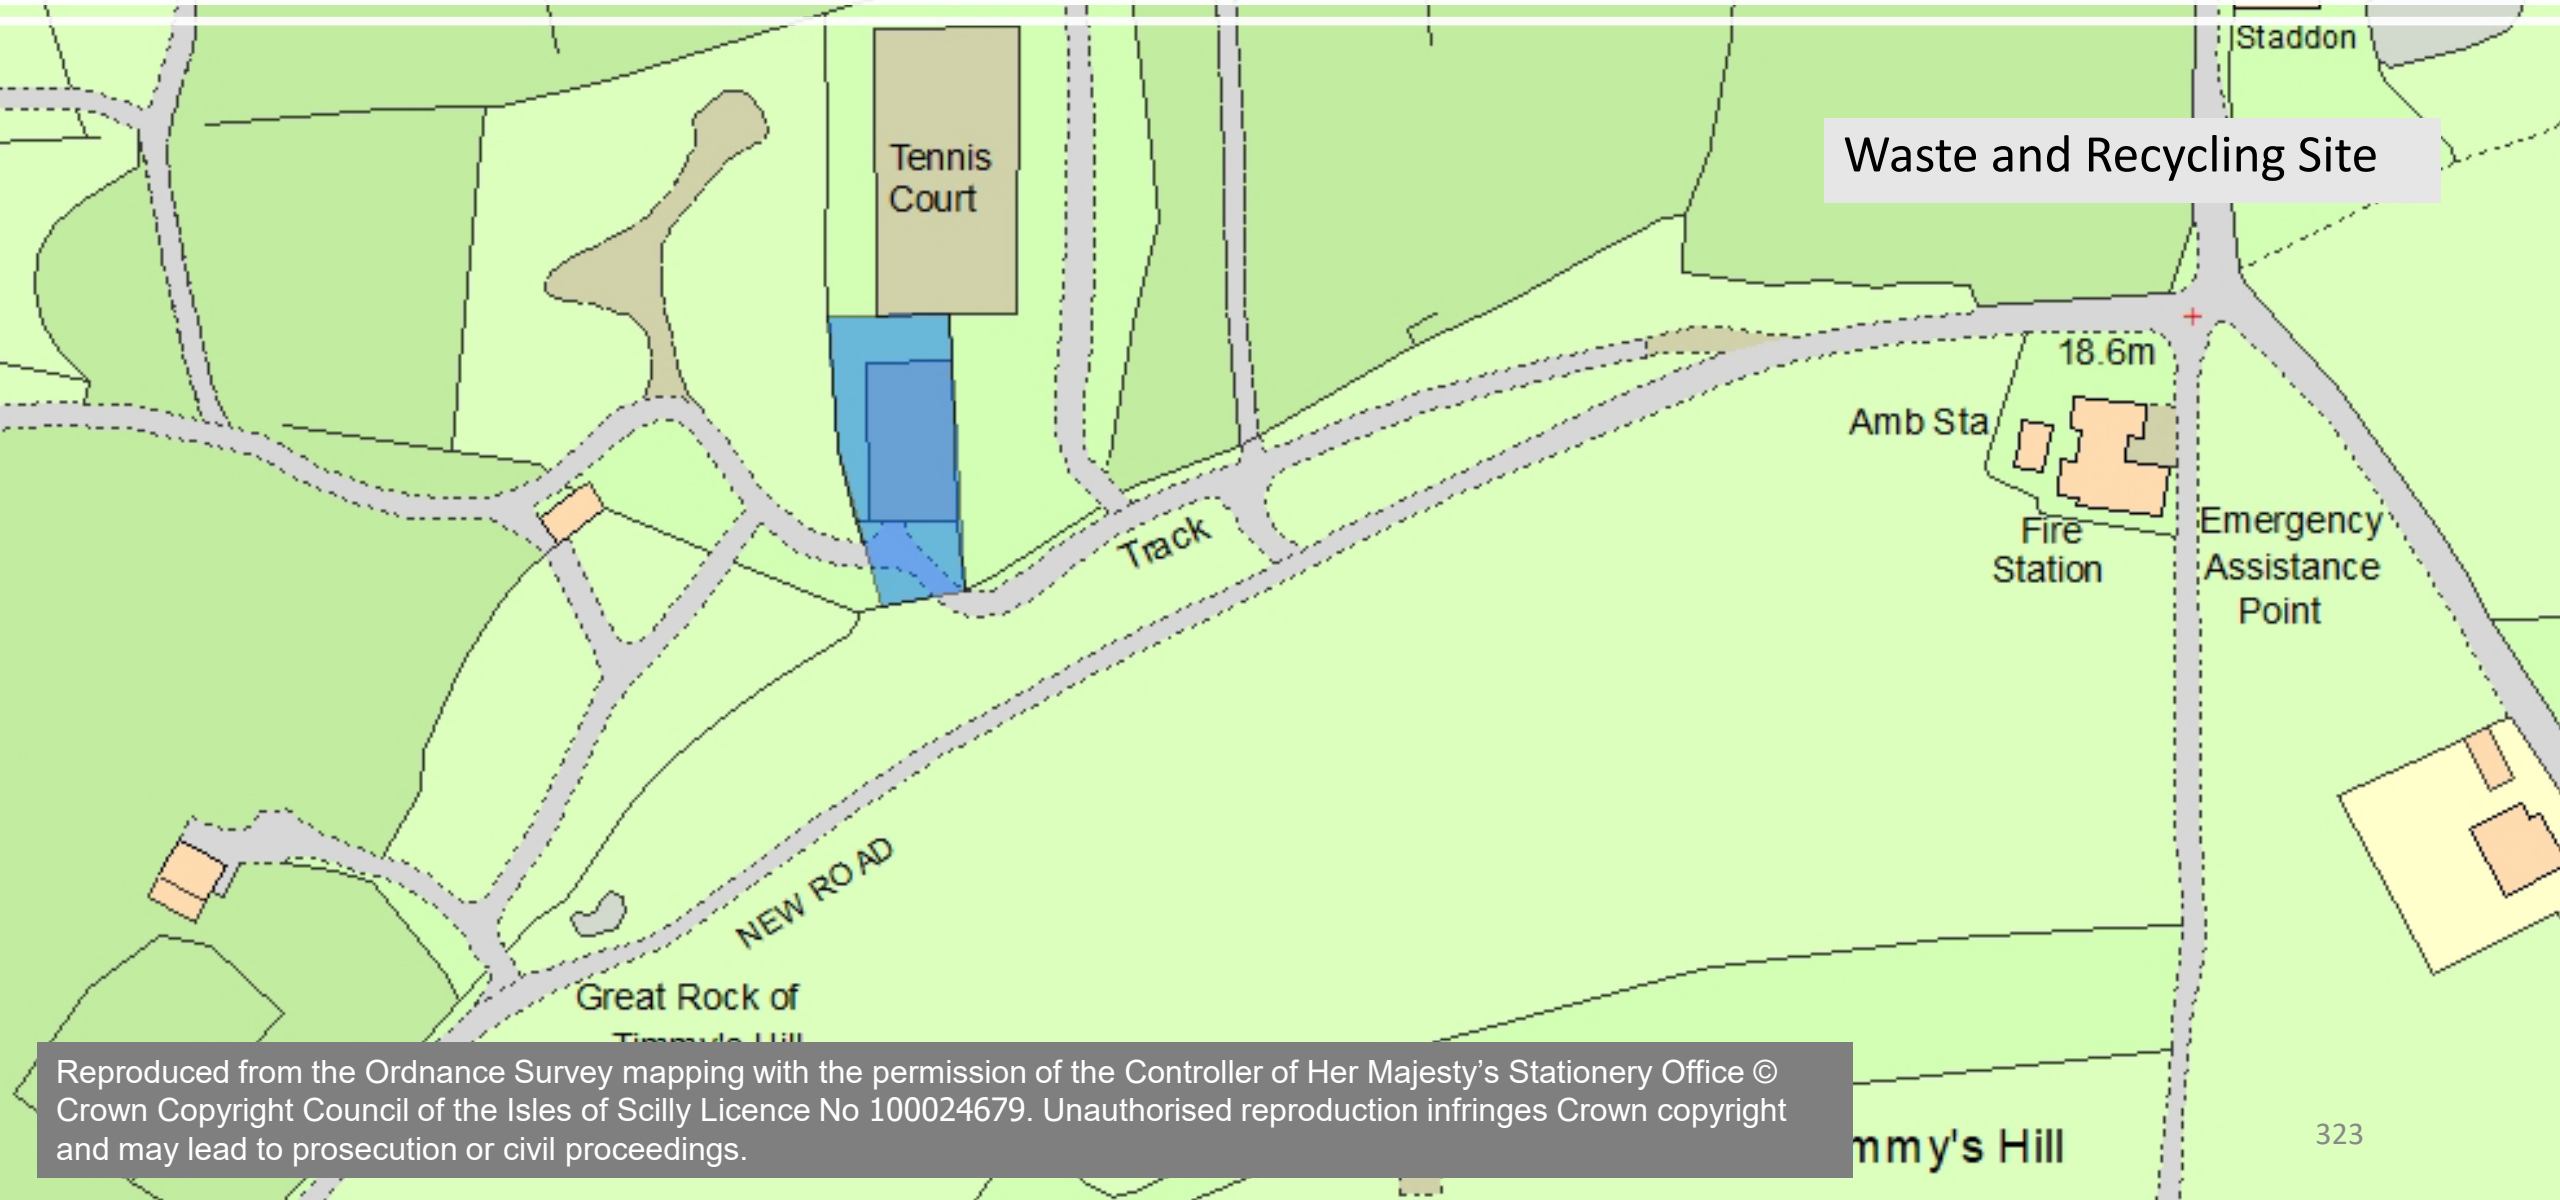 Staddon
Waste and Recycling Site
Tennis
Court
18.6m
Amb Sta
Fire
Station
Emergency
Assistance
Point
Track
NEW ROAD
Great Rock of
Timmy's Hill
Reproduced from the Ordnance Survey mapping with the permission of the Controller of Her Majesty’s Stationery Office ©
Crown Copyright Council of the Isles of Scilly Licence No 100024679. Unauthorised reproduction infringes Crown copyright
and may lead to prosecution or civil proceedings.
mmy's Hill
323